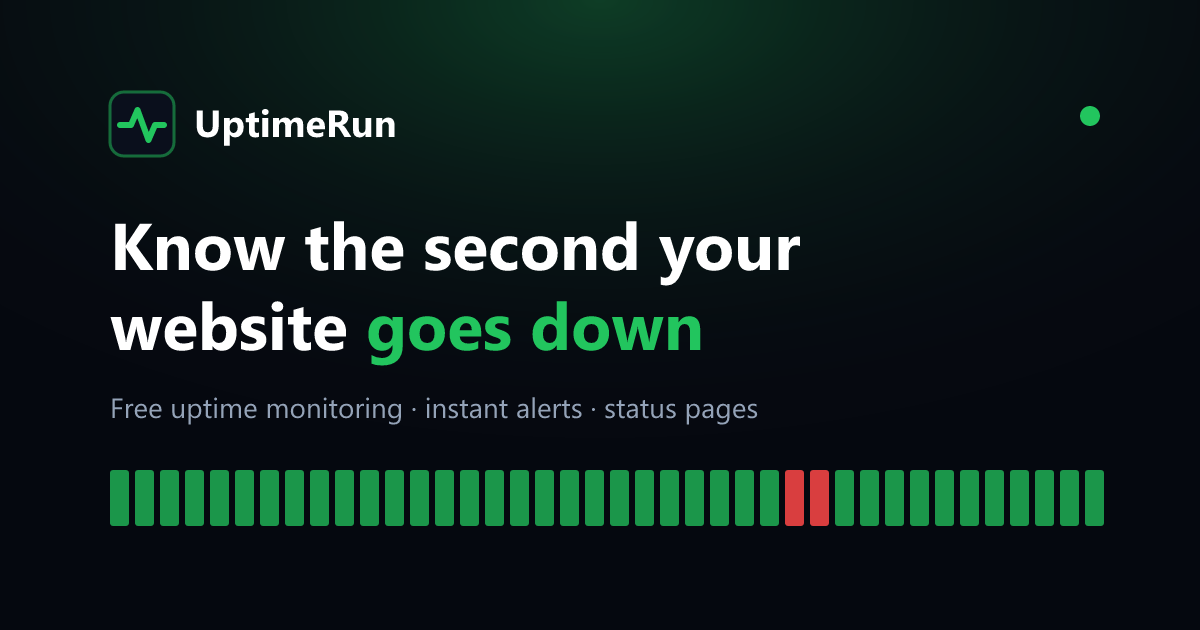 UptimeRun
Know the second your
website goes down
Free uptime monitoring · instant alerts · status pages